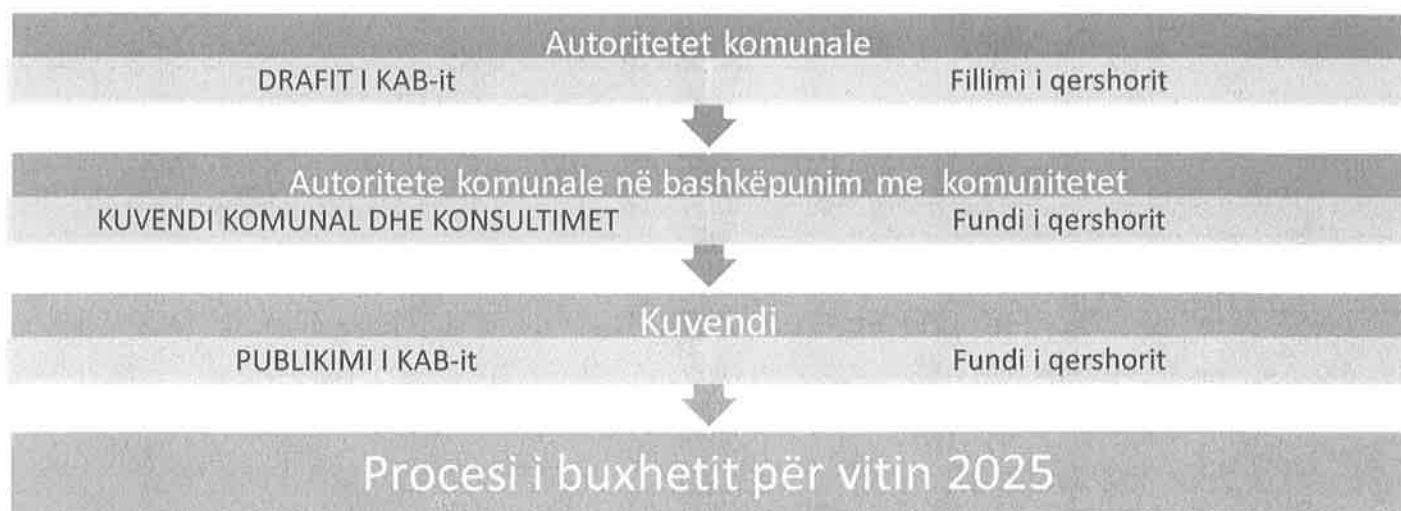 Autoritetet komunale
DRAFIT I KAB-it Fillimi i qershorit
Autoritete komunale në bashkëpunim me komunitetet
KUVENDI KOMUNAL DHE KONSULTIMET Fundi i qershorit
Kuvendi
PUBLIKIMI I KAB-it Fundi i qershorit
Procesi i buxhetit për vitin 2025